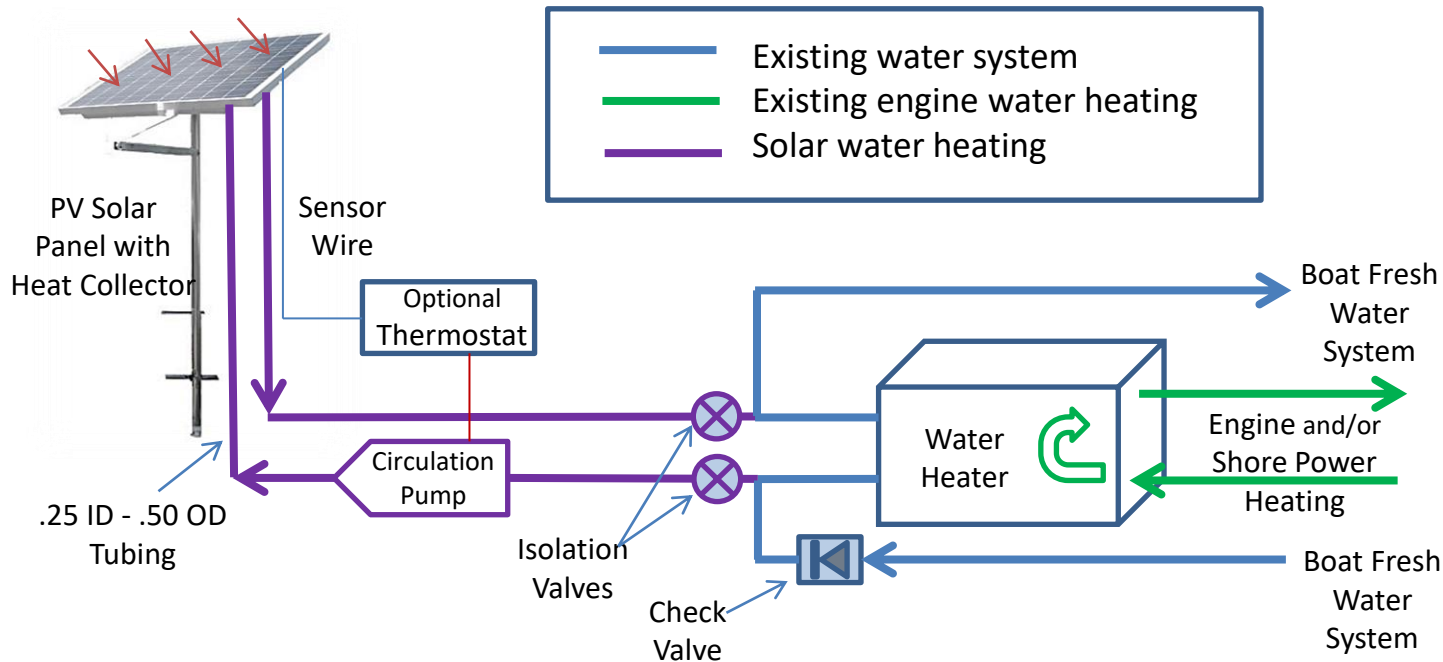 Existing water system
Existing engine water heating
Solar water heating
PV Solar
Panel with
Heat Collector
Sensor
Wire
Optional
Thermostat
Boat Fresh
Water
System
Water
Heater
Engine and/or
Shore Power
Heating
Circulation
Pump
.25 ID - .50 OD
Tubing
Isolation
Valves
Check
Valve
Boat Fresh
Water
System